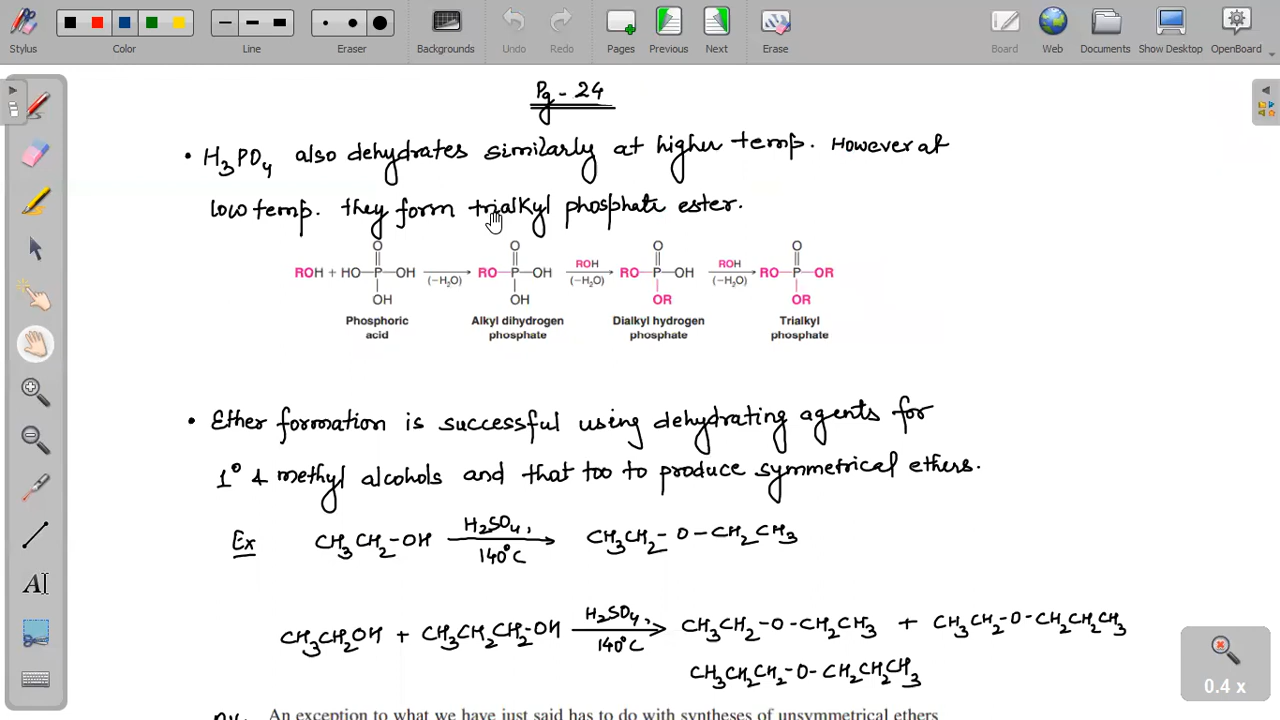 Stylus Color Line Eraser Backgrounds Undo Redo Pages Previous Next Erase Board Web Documents Show Desktop OpenBoard
Pg - 24
• H3PO4 also dehydrates similarly at higher temp. However at
low temp. they form trialkyl phosphate ester.
O O O O
ROH + HO—P—OH (−H2O) RO—P—OH ROH (−H2O) RO—P—OH ROH (−H2O) RO—P—OR
OH OH OR OR
Phosphoric Alkyl dihydrogen Dialkyl hydrogen Trialkyl
acid phosphate phosphate phosphate
• Ether formation is successful using dehydrating agents for
1° & methyl alcohols and that too to produce symmetrical ethers.
Ex CH3CH2-OH H2SO4, 140°C CH3CH2-O-CH2CH3
CH3CH2OH + CH3CH2CH2-OH H2SO4, 140°C CH3CH2-O-CH2CH3 + CH3CH2-O-CH2CH2CH3
CH3CH2CH2-O-CH2CH2CH3
An exception to what we have just said has to do with syntheses of unsymmetrical ethers
0.4 x